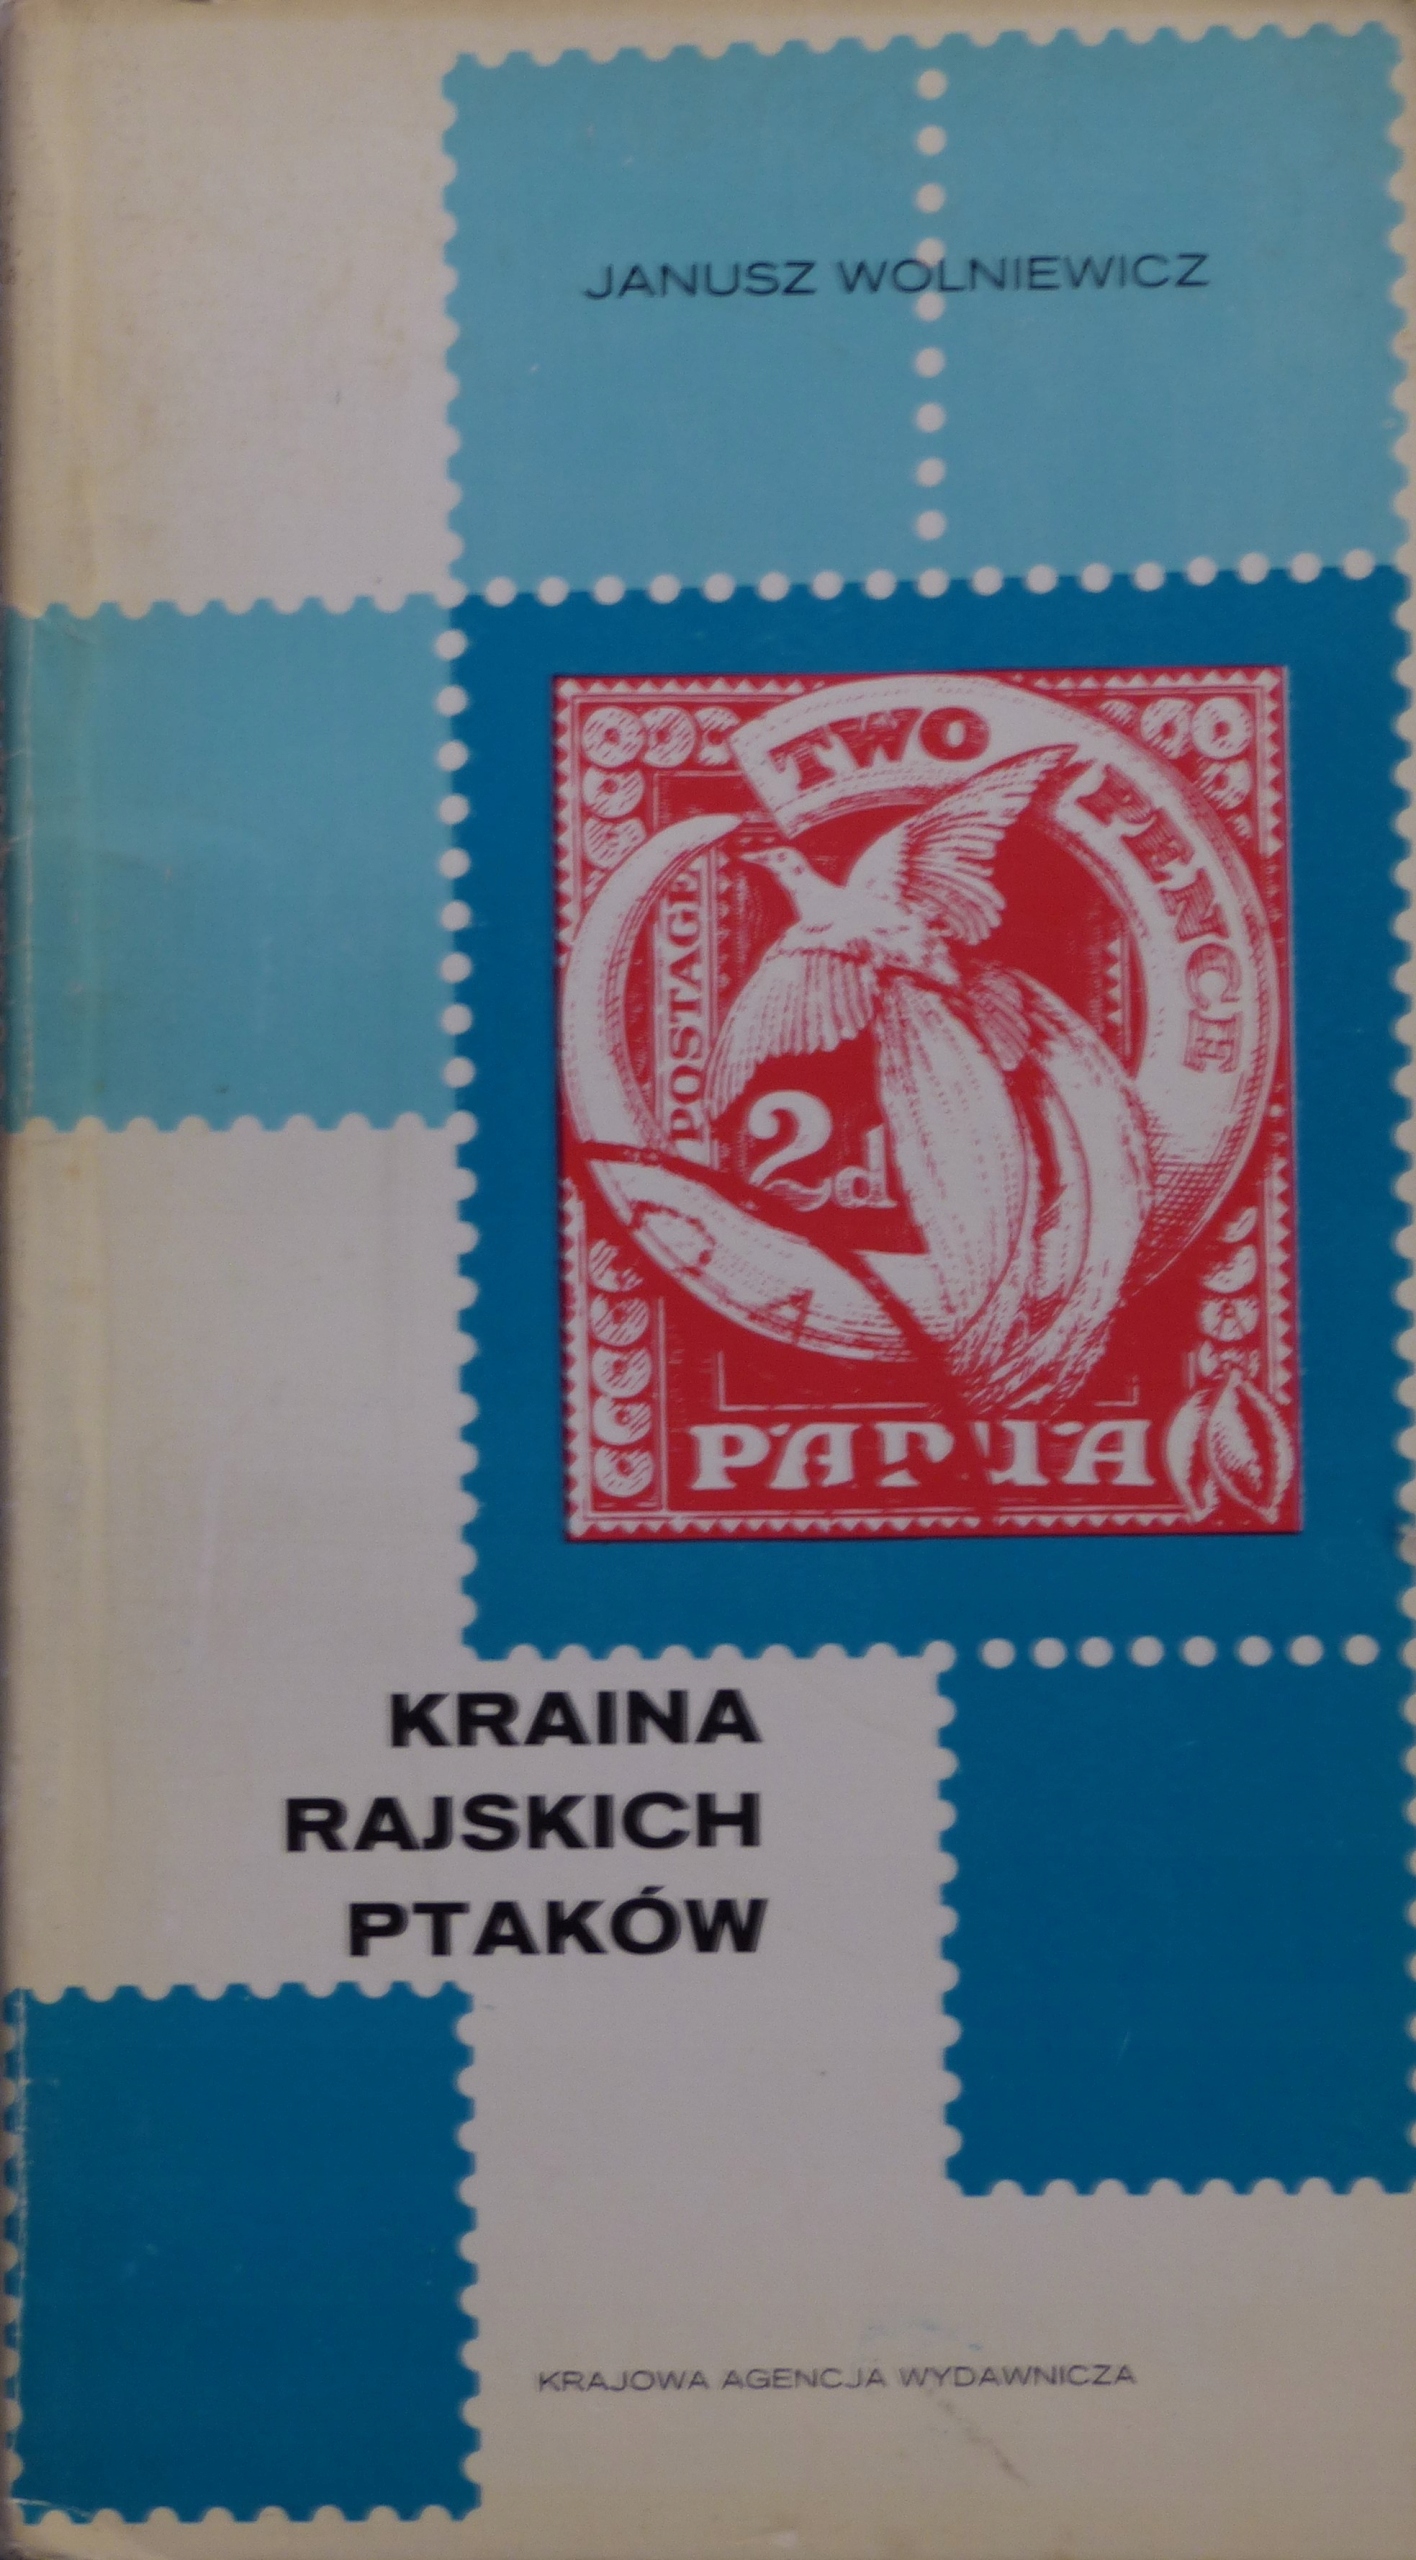 JANUSZ WOLNIEWICZ
TWO PENCE
POSTAGE
2d
PAPUA
KRAINA
RAJSKICH
PTAKÓW
KRAJOWA AGENCJA WYDAWNICZA